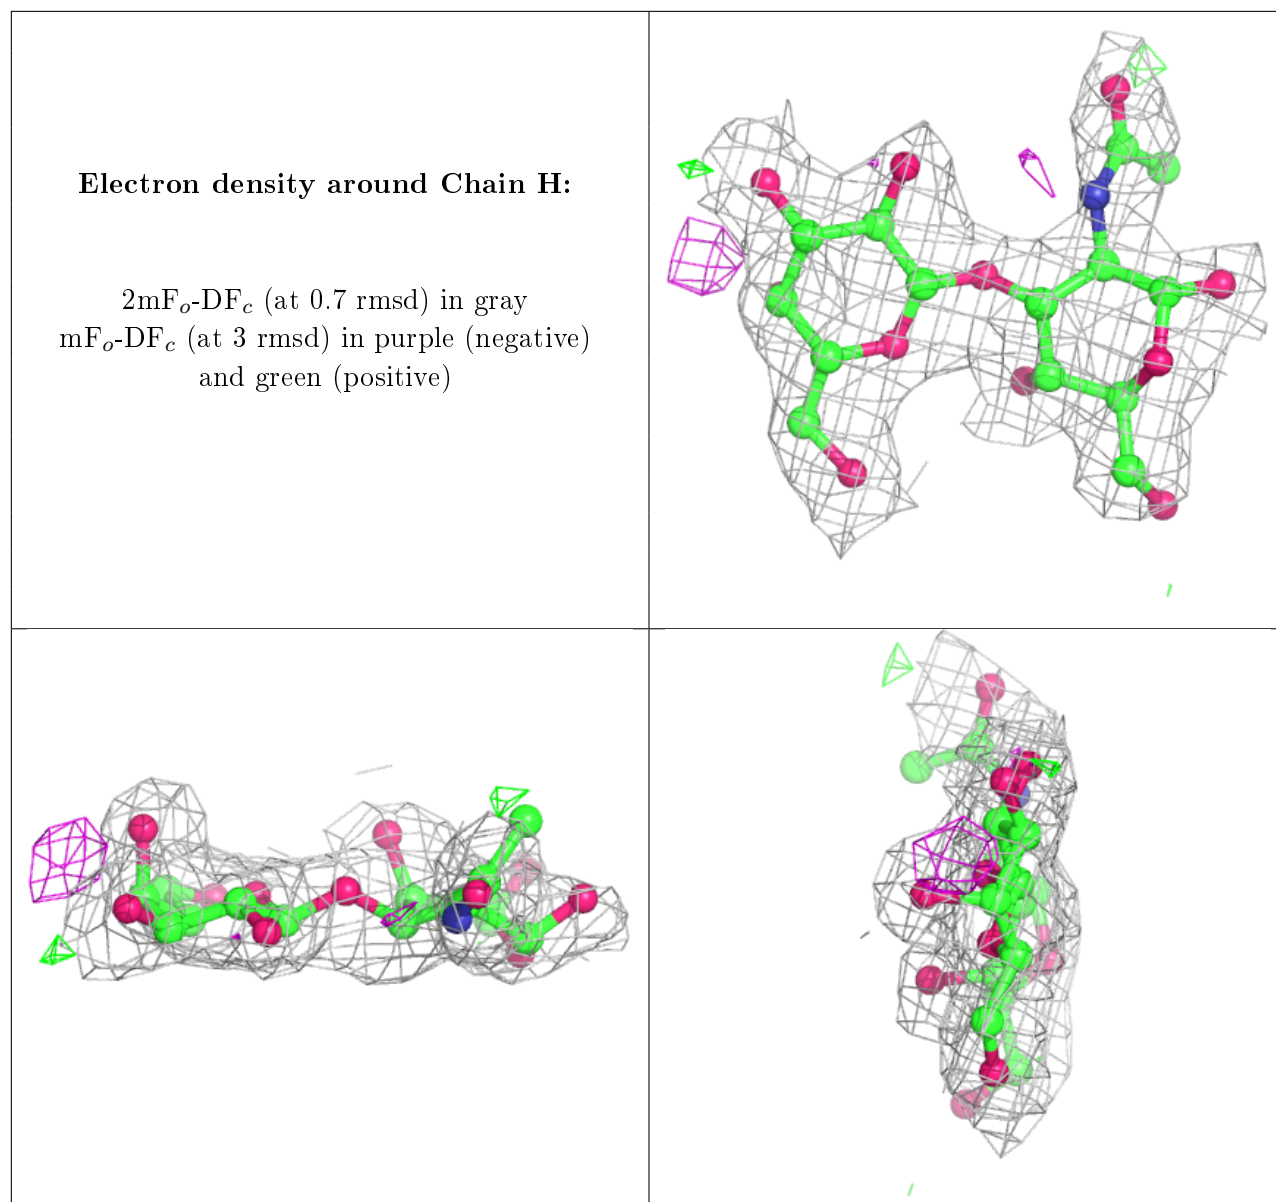 Electron density around Chain H:
2mFₒ-DF𝒸 (at 0.7 rmsd) in gray
mFₒ-DF𝒸 (at 3 rmsd) in purple (negative)
and green (positive)